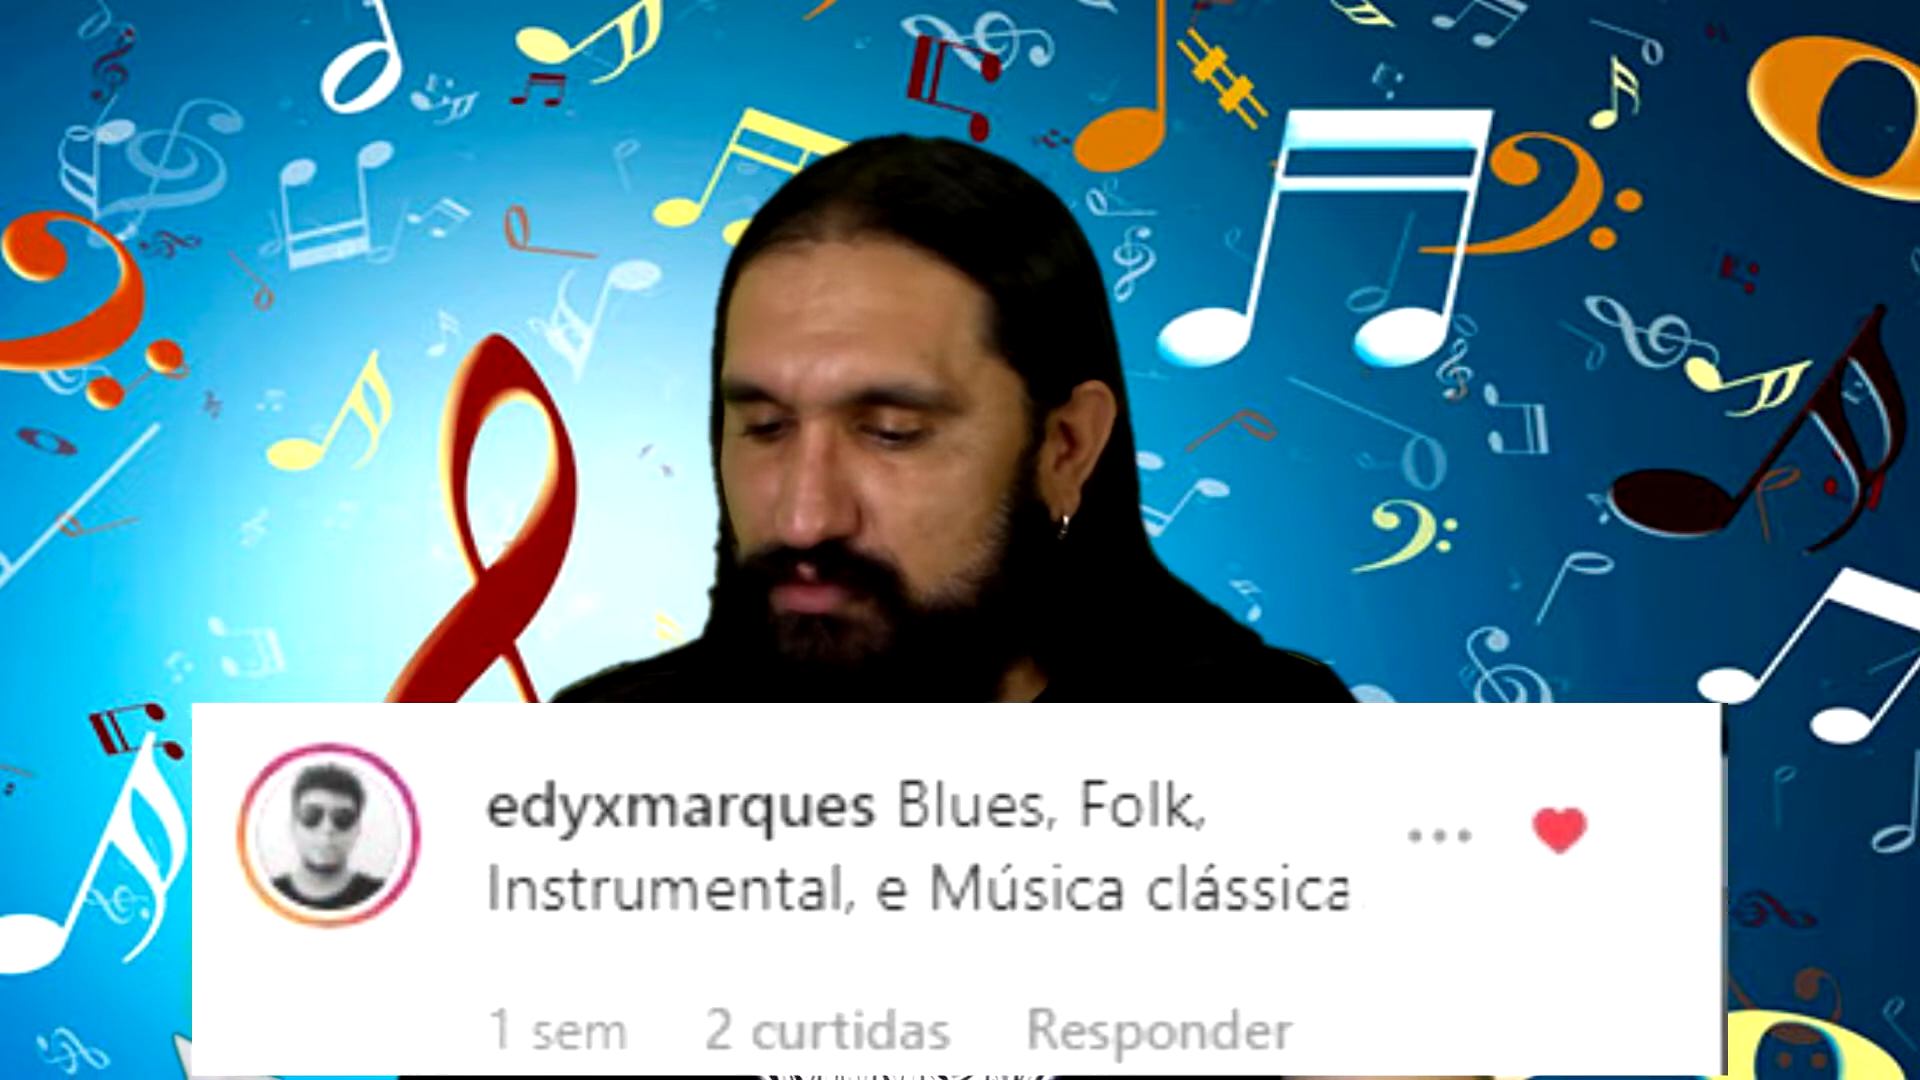 edyxmarques Blues, Folk,
Instrumental, e Música clássica
1 sem 2 curtidas Responder